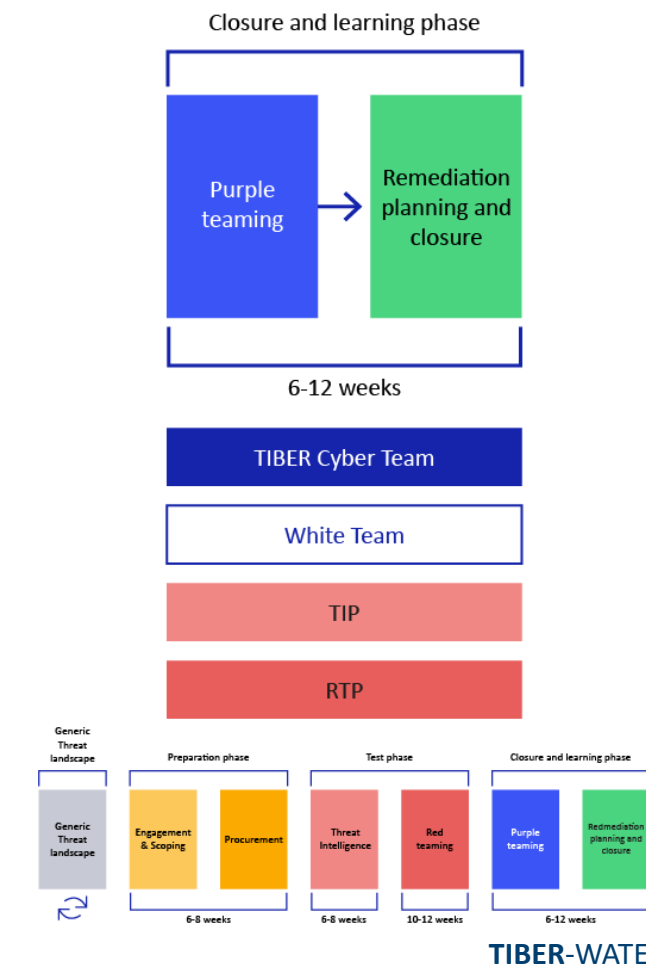 Closure and learning phase
Purple
teaming
Remediation
planning and
closure
6-12 weeks
TIBER Cyber Team
White Team
TIP
RTP
Generic
Threat
landscape
Preparation phase
Test phase
Closure and learning phase
Generic
Threat
landscape
Engagement
& Scoping
Procurement
Threat
Intelligence
Red
teaming
Purple
teaming
Redmediation
planning and
closure
6-8 weeks
6-8 weeks
10-12 weeks
6-12 weeks
TIBER-WATE